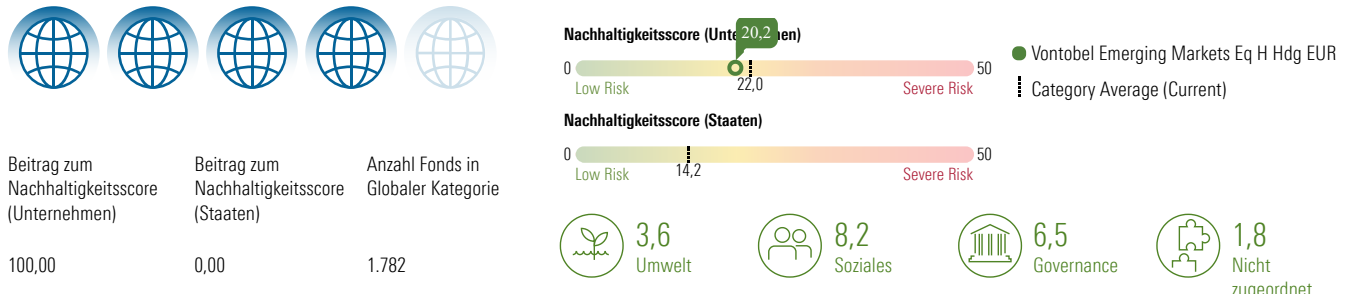 Beitrag zum
Nachhaltigkeitsscore
(Unternehmen)
100,00
Beitrag zum
Nachhaltigkeitsscore
(Staaten)
0,00
Anzahl Fonds in
Globaler Kategorie
1.782
Nachhaltigkeitsscore (Unte hen)
20,2
0
50
Low Risk
22,0
Severe Risk
Nachhaltigkeitsscore (Staaten)
0
50
Low Risk
14,2
Severe Risk
Vontobel Emerging Markets Eq H Hdg EUR
Category Average (Current)
3,6
Umwelt
8,2
Soziales
6,5
Governance
1,8
Nicht
zugeordnet